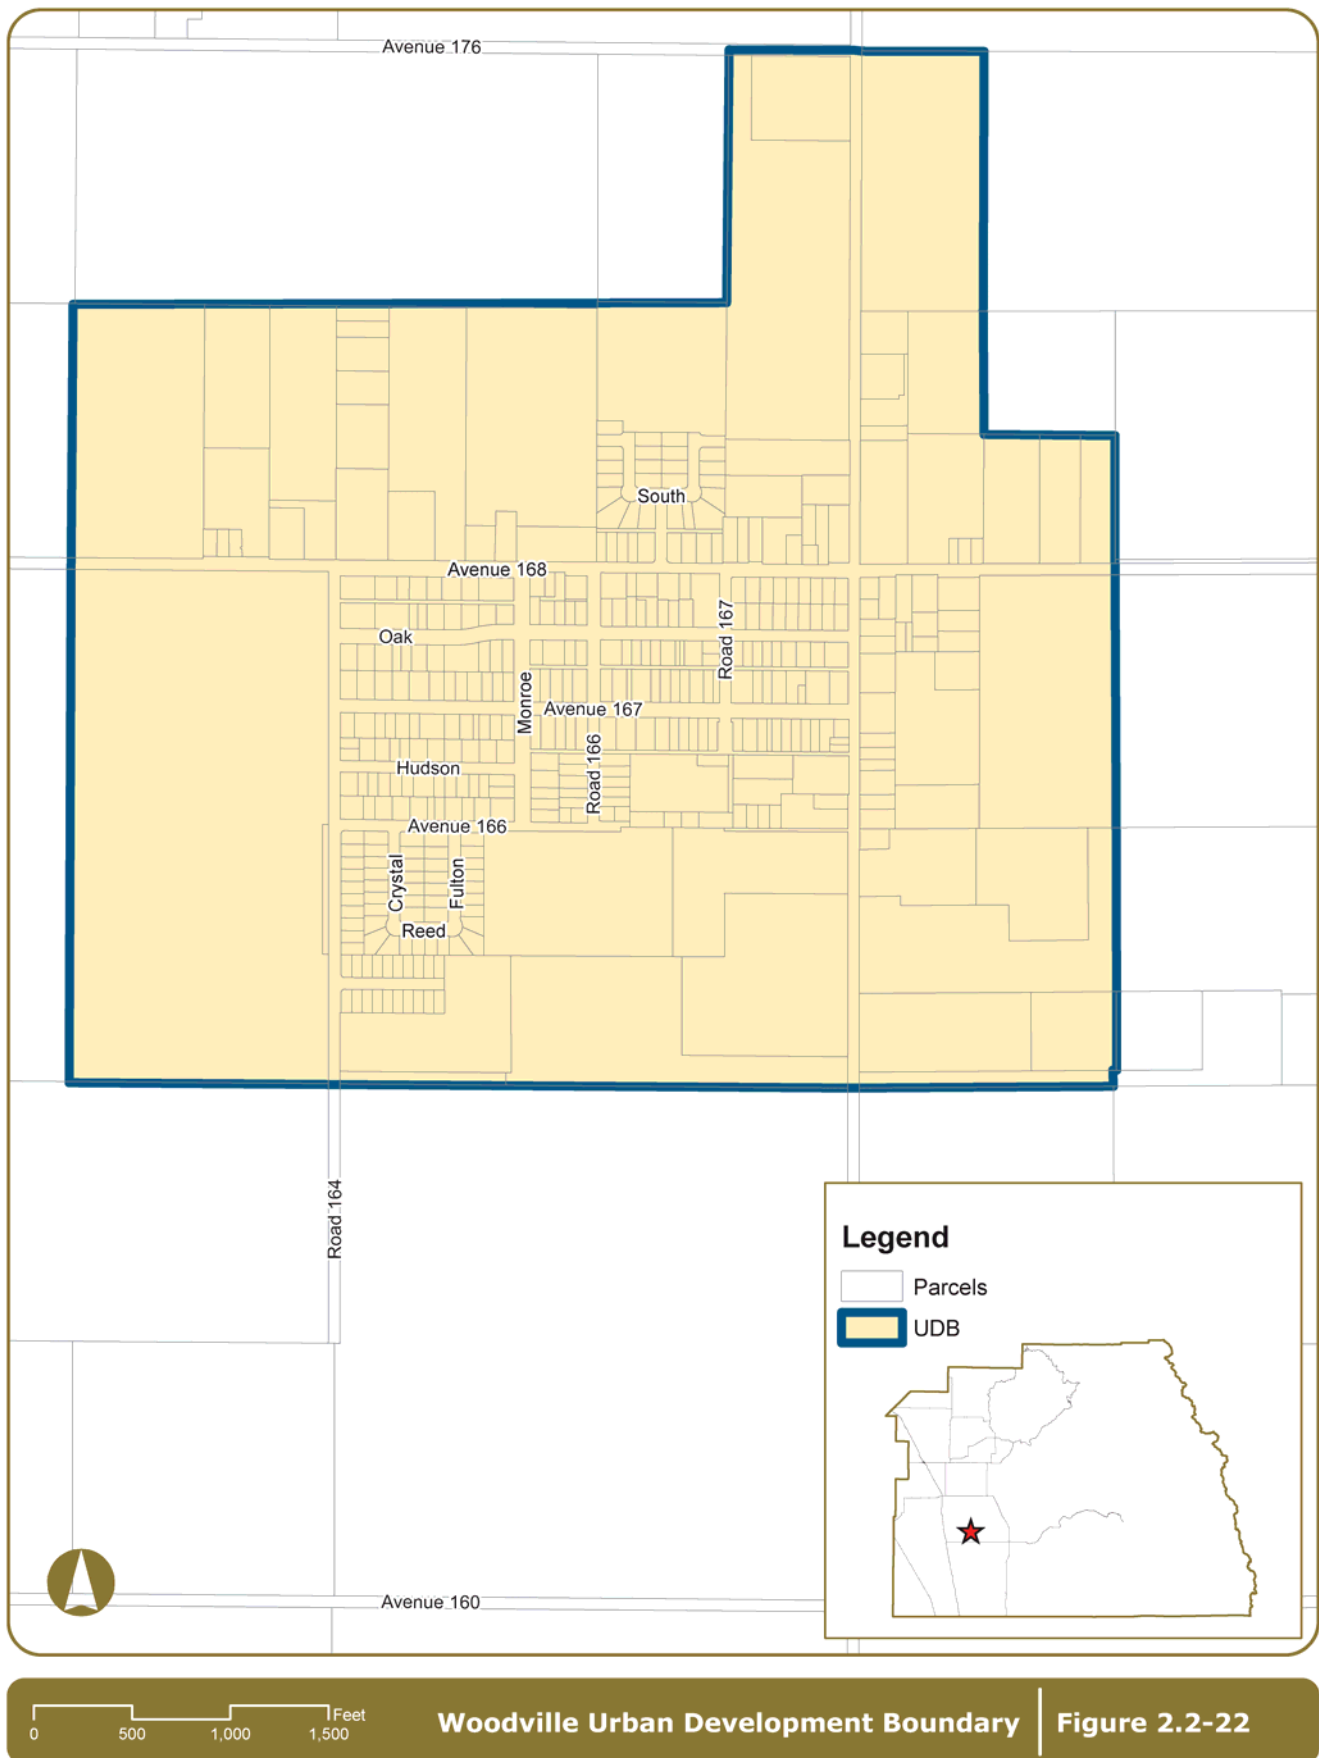 Avenue 176
South
Avenue 168
Oak
Road 167
Monroe
Avenue 167
Road 166
Hudson
Avenue 166
Crystal
Fulton
Reed
Road 164
Legend
Parcels
UDB
Avenue 160
Feet
0 500 1,000 1,500
Woodville Urban Development Boundary
Figure 2.2-22